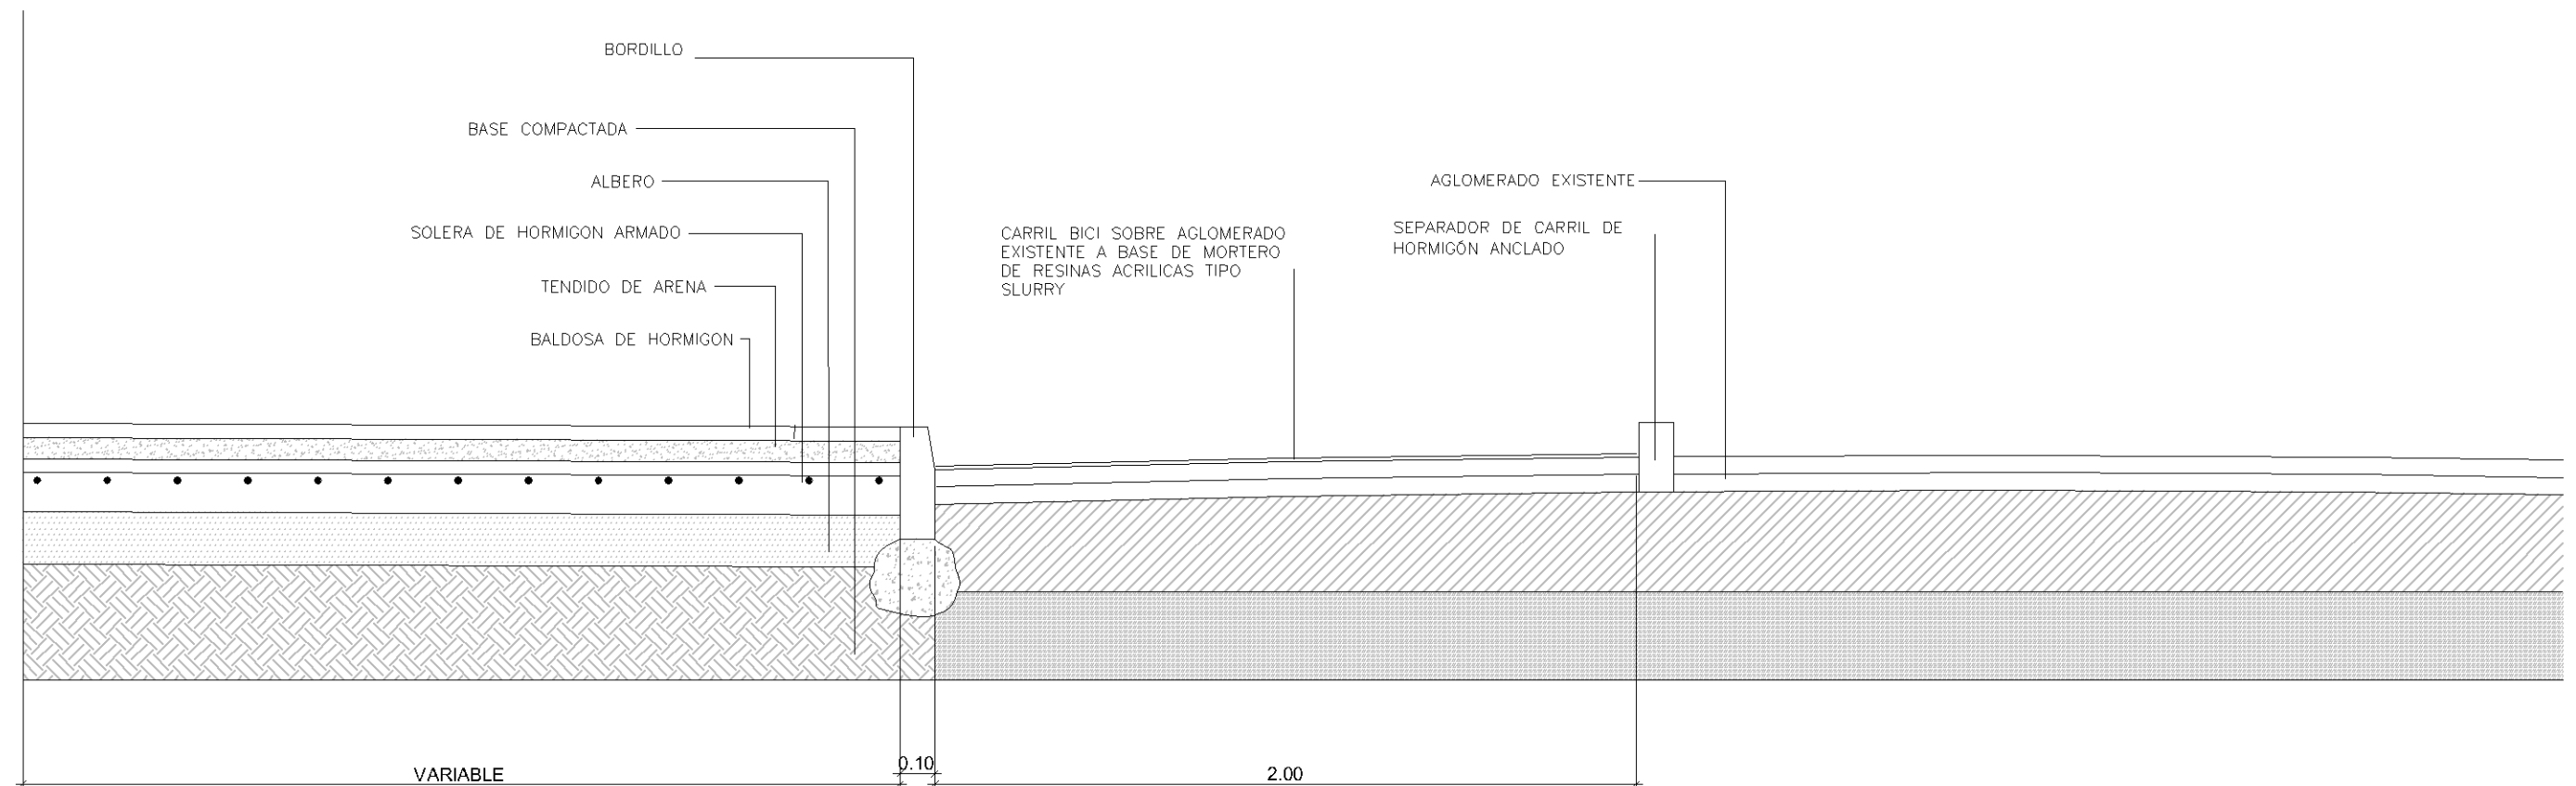 BORDILLO
BASE COMPACTADA
ALBERO
SOLERA DE HORMIGON ARMADO
TENDIDO DE ARENA
BALDOSA DE HORMIGON
CARRIL BICI SOBRE AGLOMERADO
EXISTENTE A BASE DE MORTERO
DE RESINAS ACRILICAS TIPO
SLURRY
AGLOMERADO EXISTENTE
SEPARADOR DE CARRIL DE
HORMIGÓN ANCLADO
VARIABLE
0.10
2.00